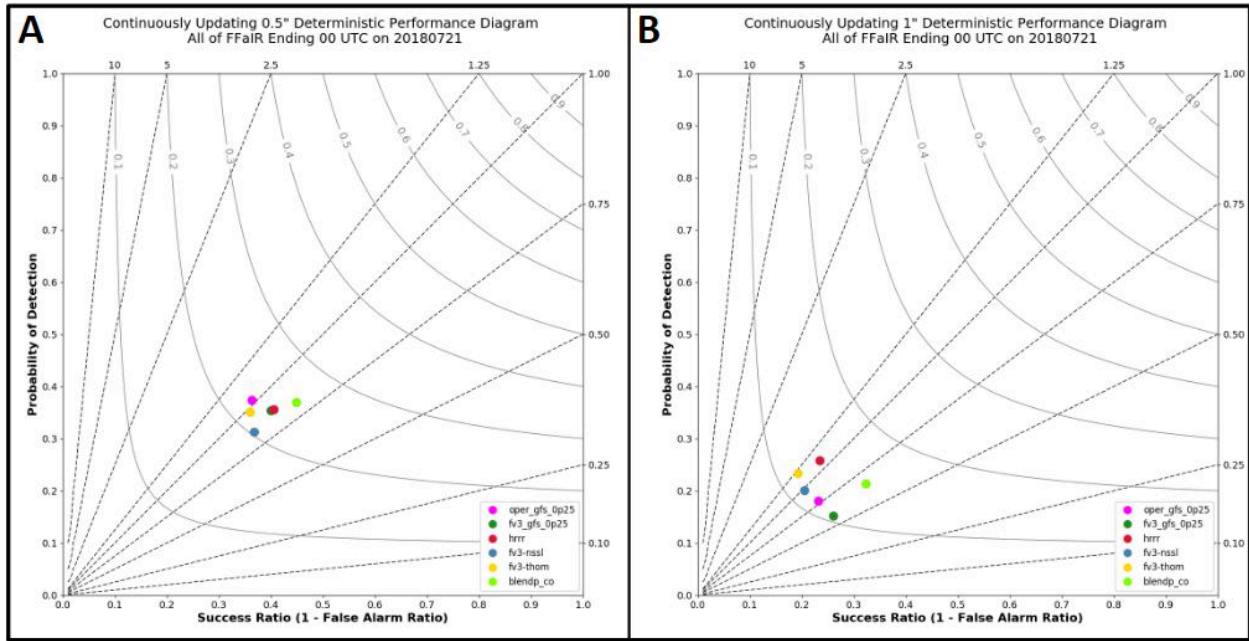 A
Continuously Updating 0.5" Deterministic Performance Diagram
All of FFaIR Ending 00 UTC on 20180721
10 5 2.5 1.25
1.0 1.00
0.9
0.8
0.7
0.6
0.5
0.4
0.3
0.2
0.1
0.9
0.8
0.75
0.7
0.6
0.5
0.50
0.4
0.3
0.25
0.2
0.10
0.1
0.0
Probability of Detection
oper_gfs_0p25
fv3_gfs_0p25
hrrr
fv3-nssl
fv3-thom
blendp_co
0.0 0.1 0.2 0.3 0.4 0.5 0.6 0.7 0.8 0.9 1.0
Success Ratio (1 - False Alarm Ratio)
B
Continuously Updating 1" Deterministic Performance Diagram
All of FFaIR Ending 00 UTC on 20180721
10 5 2.5 1.25
1.0 1.00
0.9
0.8
0.7
0.6
0.5
0.4
0.3
0.2
0.1
0.9
0.8
0.75
0.7
0.6
0.5
0.50
0.4
0.3
0.25
0.2
0.10
0.1
0.0
Probability of Detection
oper_gfs_0p25
fv3_gfs_0p25
hrrr
fv3-nssl
fv3-thom
blendp_co
0.0 0.1 0.2 0.3 0.4 0.5 0.6 0.7 0.8 0.9 1.0
Success Ratio (1 - False Alarm Ratio)